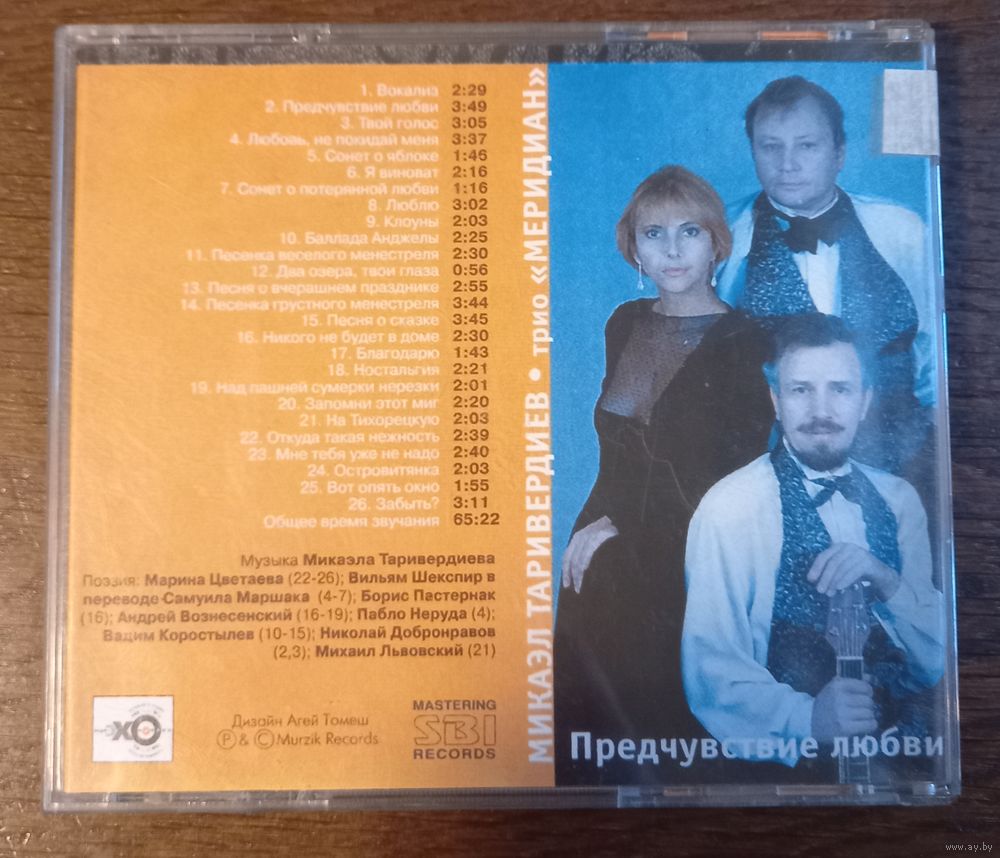 1. Вокализ 2:29
2. Предчувствие любви 3:49
3. Твой голос 3:05
4. Любовь, не покидай меня 3:37
5. Сонет о яблоке 1:46
6. Я виноват 2:16
7. Сонет о потерянной любви 1:16
8. Люблю 3:02
9. Клоуны 2:03
10. Баллада Анджелы 2:25
11. Песенка веселого менестреля 2:30
12. Два озера, твои глаза 0:56
13. Песня о вчерашнем празднике 2:55
14. Песенка грустного менестреля 3:44
15. Песня о сказке 3:45
16. Никого не будет в доме 2:30
17. Благодарю 1:43
18. Ностальгия 2:21
19. Над пашней сумерки нерезки 2:01
20. Запомни этот миг 2:20
21. На Тихорецкую 2:03
22. Откуда такая нежность 2:39
23. Мне тебя уже не надо 2:40
24. Островитянка 2:03
25. Вот опять окно 1:55
26. Забыть? 3:11
Общее время звучания 65:22
Музыка Микаэла Таривердиева
Поэзия: Марина Цветаева (22-26); Вильям Шекспир в
переводе Самуила Маршака (4-7); Борис Пастернак
(16); Андрей Вознесенский (16-19); Пабло Неруда (4);
Вадим Коростылев (10-15); Николай Добронравов
(2,3); Михаил Львовский (21)
ЭХО
Дизайн Агей Томеш
Ⓟ & © Murzik Records
MASTERING
SBI
RECORDS
МИКАЭЛ ТАРИВЕРДИЕВ • трио «МЕРИДИАН»
Предчувствие любви
www.ay.by